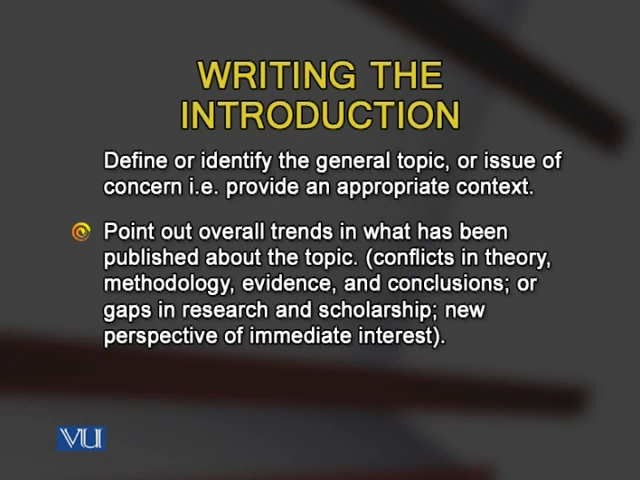 WRITING THE
INTRODUCTION
Define or identify the general topic, or issue of
concern i.e. provide an appropriate context.
Point out overall trends in what has been
published about the topic. (conflicts in theory,
methodology, evidence, and conclusions; or
gaps in research and scholarship; new
perspective of immediate interest).
VU